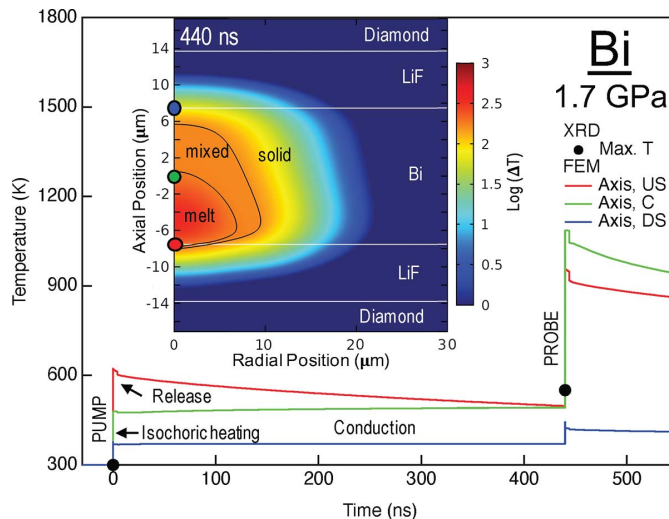 1800
1500
1200
900
600
300
Temperature (K)
0
100
200
300
400
500
Time (ns)
440 ns
Diamond
LiF
Bi
LiF
Diamond
mixed
solid
melt
14
10
6
2
-2
-6
-10
-14
Axial Position (μm)
0
10
20
30
Radial Position (μm)
3
2.5
2
1.5
1
0.5
0
Log (ΔT)
Bi
1.7 GPa
XRD
Max. T
FEM
Axis, US
Axis, C
Axis, DS
PUMP
Release
Isochoric heating
Conduction
PROBE